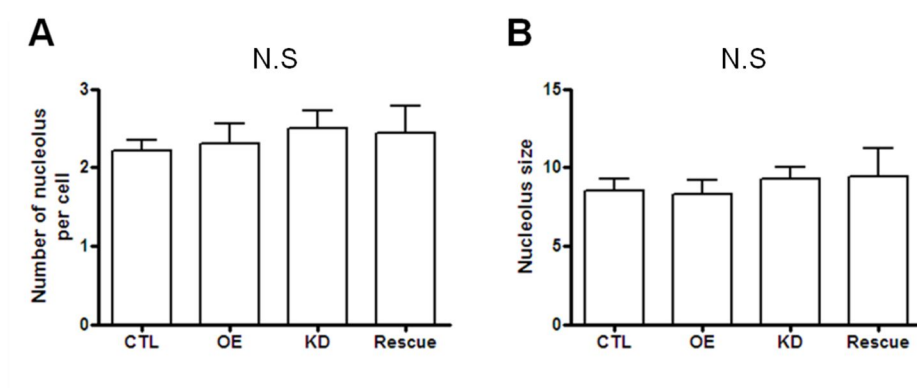 A
N.S
Number of nucleolus
per cell
3
2
1
0
CTL OE KD Rescue
B
N.S
Nucleolus size
15
10
5
0
CTL OE KD Rescue